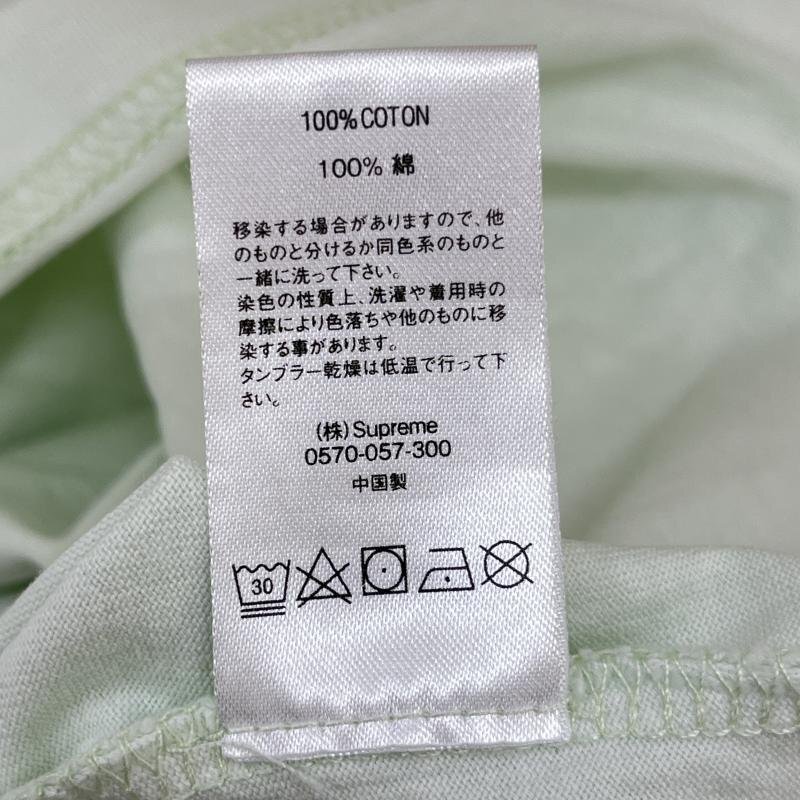 100%COTON
100% 綿
移染する場合がありますので、他
のものと分けるか同色系のものと
一緒に洗って下さい。
染色の性質上、洗濯や着用時の
摩擦により色落ちや他のものに移
染する事があります。
タンブラー乾燥は低温で行って下
さい。
(株)Supreme
0570-057-300
中国製
30